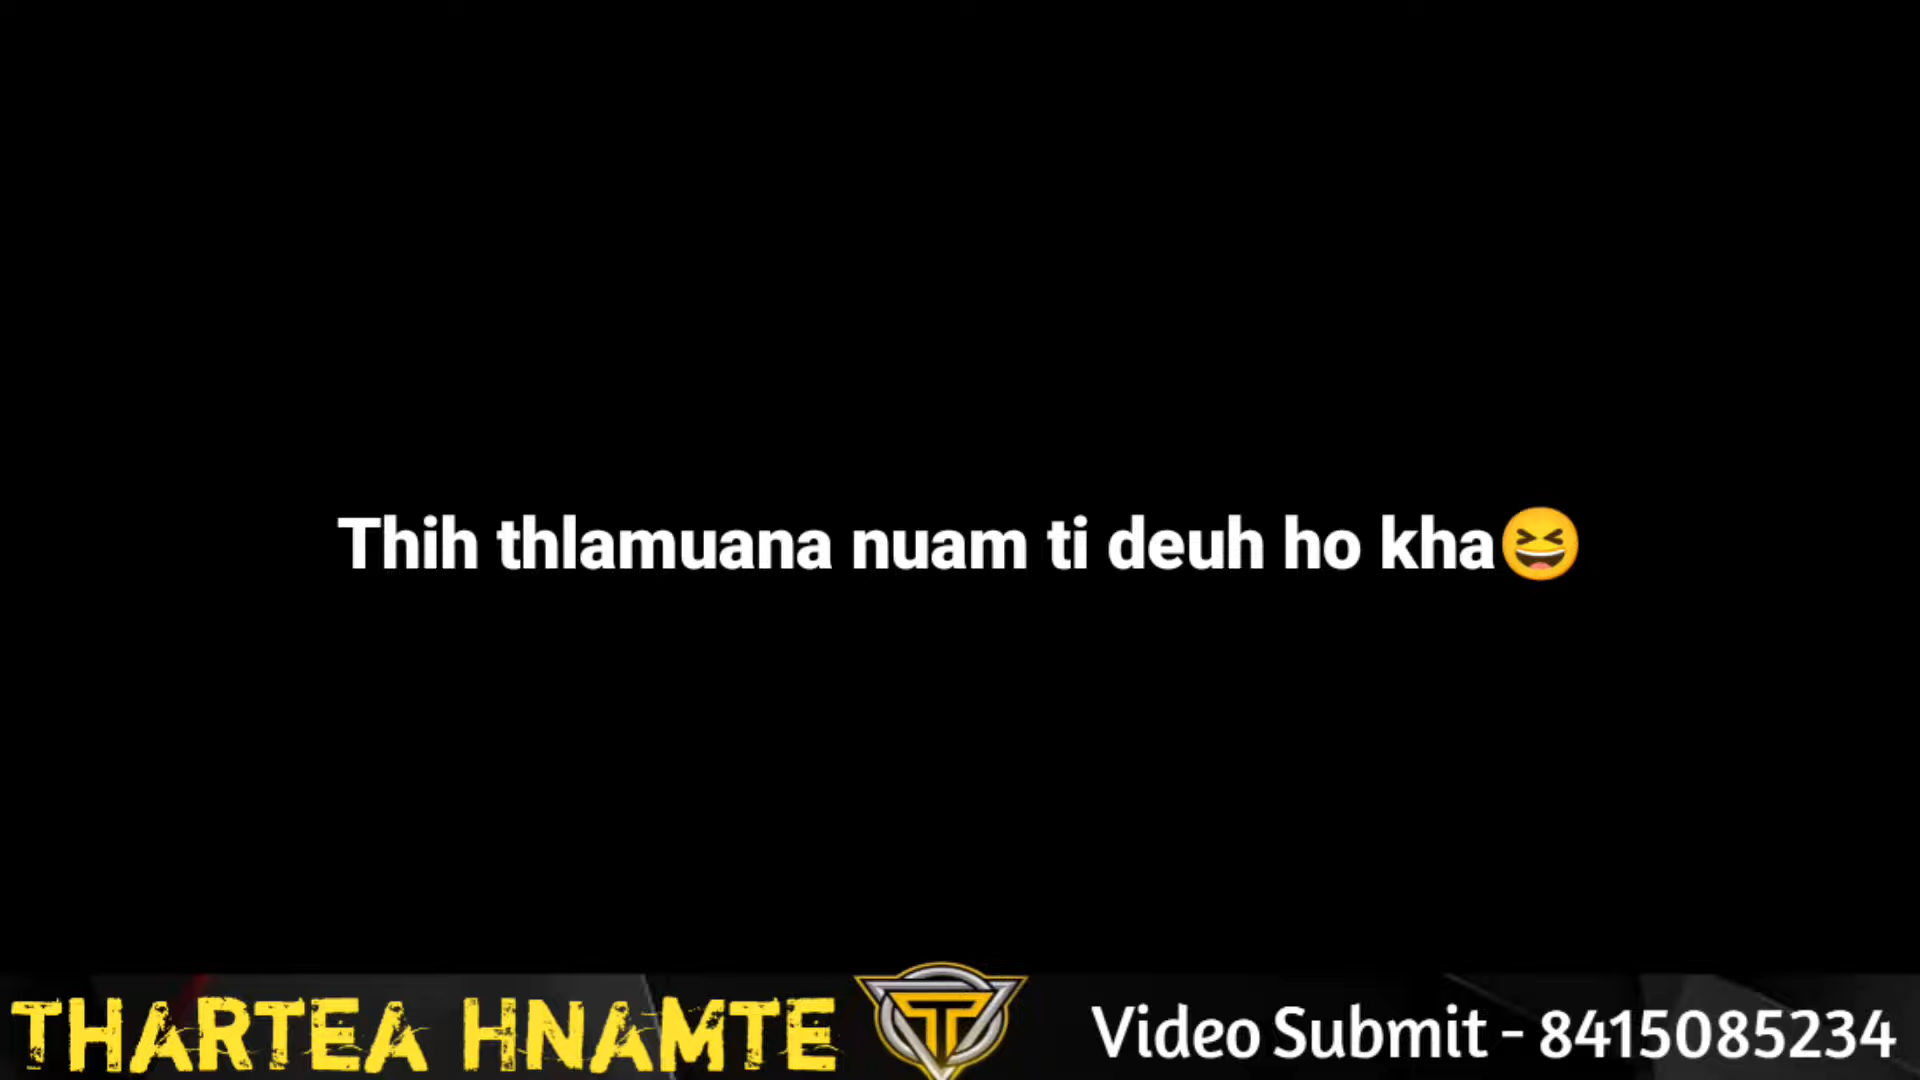 Thih thlamuana nuam ti deuh ho kha😆
THARTEA HNAMTE
Video Submit - 8415085234